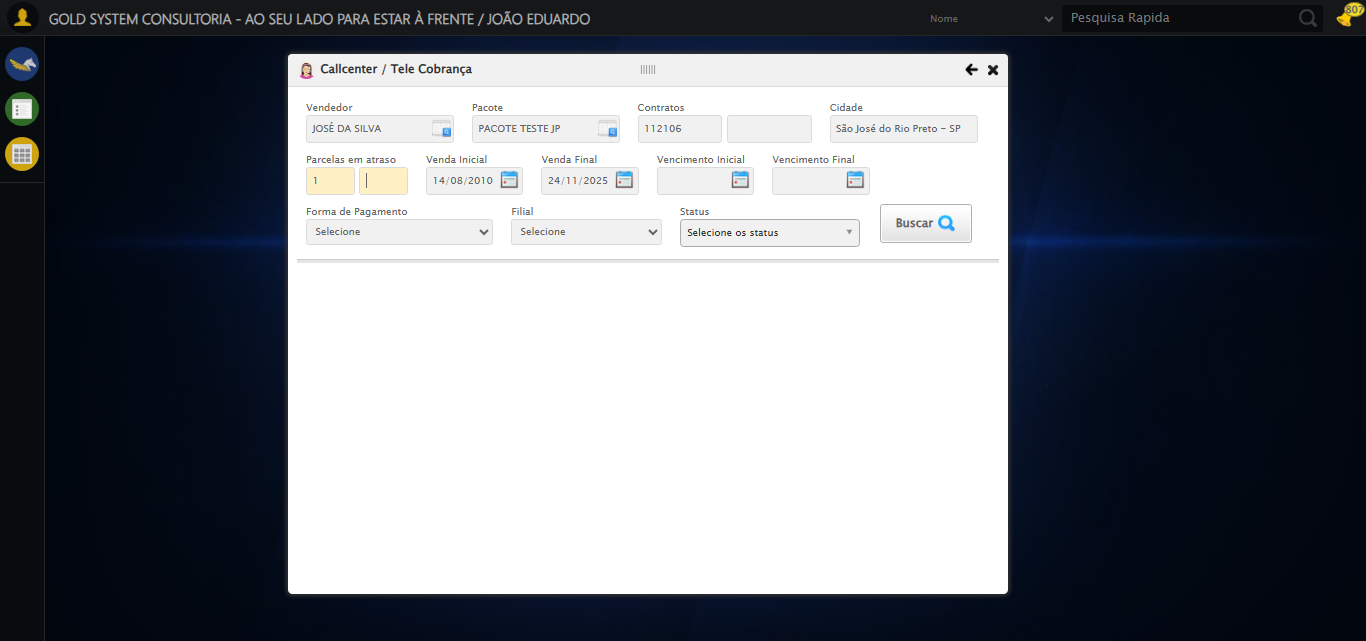 GOLD SYSTEM CONSULTORIA - AO SEU LADO PARA ESTAR À FRENTE / JOÃO EDUARDO
Nome
Pesquisa Rapida
807
Callcenter / Tele Cobrança
Vendedor Pacote Contratos Cidade
JOSÉ DA SILVA PACOTE TESTE JP 112106 São José do Rio Preto - SP
Parcelas em atraso Venda Inicial Venda Final Vencimento Inicial Vencimento Final
1 14/08/2010 24/11/2025
Forma de Pagamento Filial Status
Selecione Selecione Selecione os status Buscar